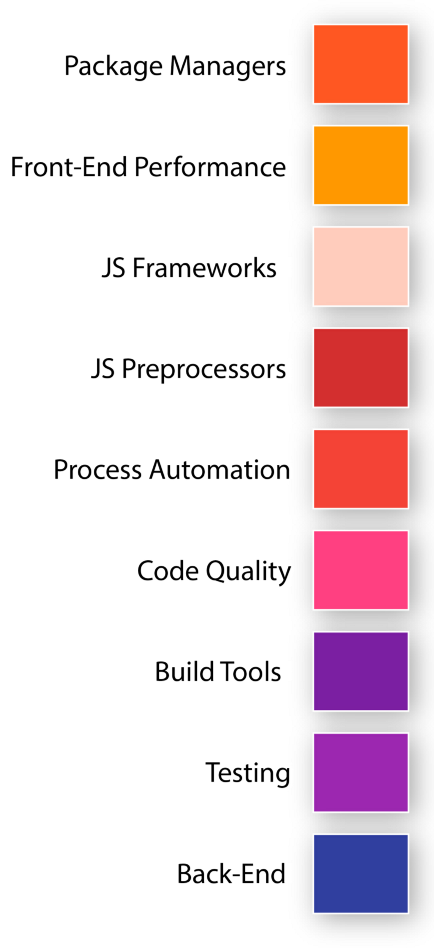 Package Managers
Front-End Performance
JS Frameworks
JS Preprocessors
Process Automation
Code Quality
Build Tools
Testing
Back-End